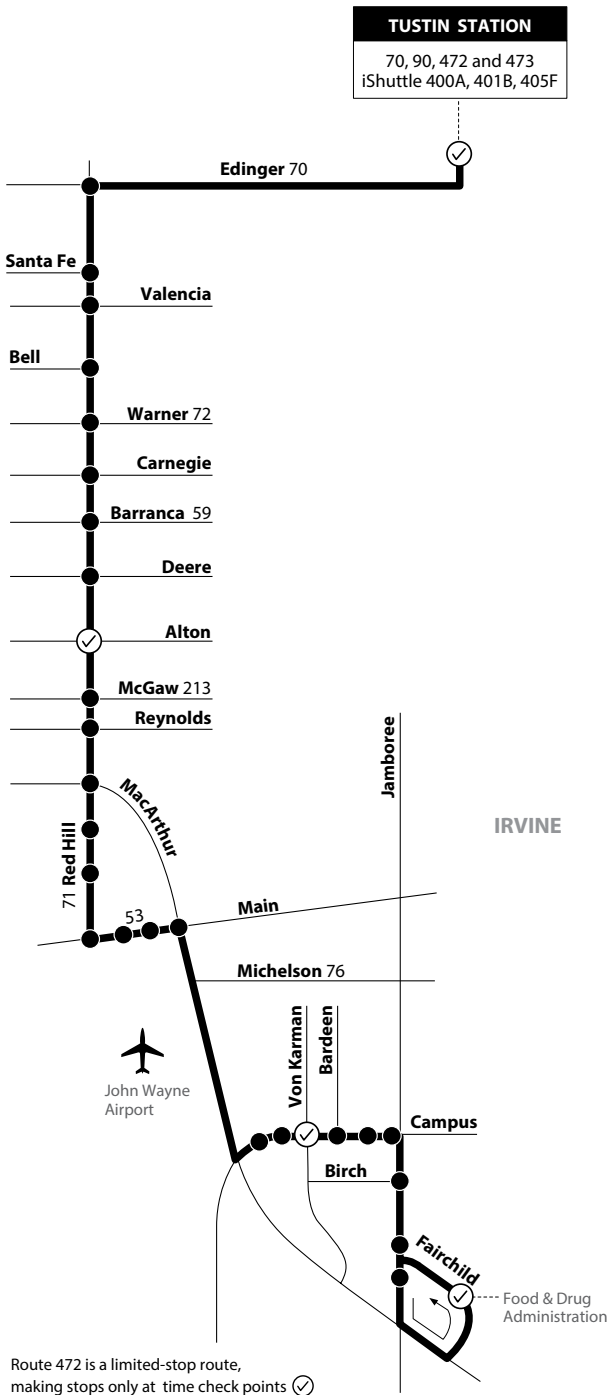 TUSTIN STATION
70, 90, 472 and 473
iShuttle 400A, 401B, 405F
Edinger 70
Santa Fe
Valencia
Bell
Warner 72
Carnegie
Barranca 59
Deere
Alton
McGaw 213
Reynolds
Jamboree
MacArthur
IRVINE
71 Red Hill
53
Main
Michelson 76
Von Karman
Bardeen
John Wayne
Airport
Campus
Birch
Fairchild
Food & Drug
Administration
Route 472 is a limited-stop route,
making stops only at time check points